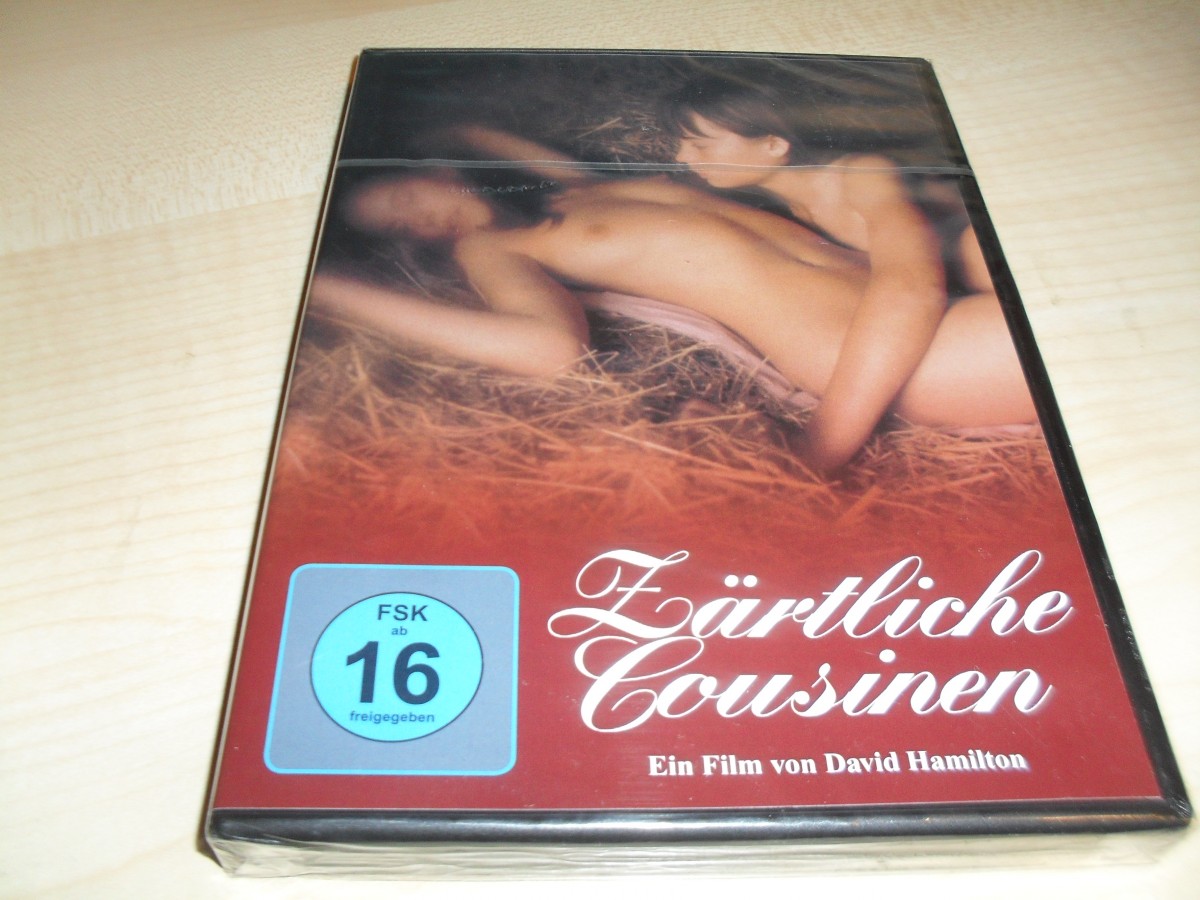 FSK
ab
16
freigegeben
Zärtliche
Cousinen
Ein Film von David Hamilton